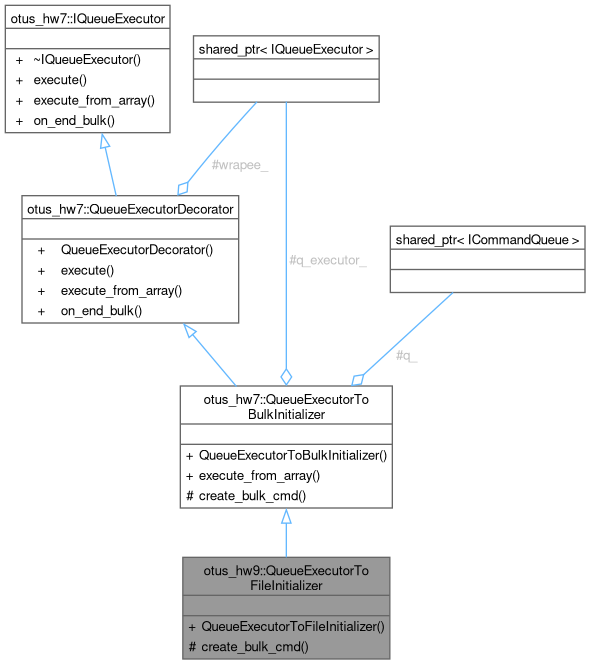 otus_hw7::IQueueExecutor
+ ~IQueueExecutor()
+ execute()
+ execute_from_array()
+ on_end_bulk()
shared_ptr< IQueueExecutor >
#wrapee_
otus_hw7::QueueExecutorDecorator
+ QueueExecutorDecorator()
+ execute()
+ execute_from_array()
+ on_end_bulk()
#q_executor_
shared_ptr< ICommandQueue >
#q_
otus_hw7::QueueExecutorTo
BulkInitializer
+ QueueExecutorToBulkInitializer()
+ execute_from_array()
# create_bulk_cmd()
otus_hw9::QueueExecutorTo
FileInitializer
+ QueueExecutorToFileInitializer()
# create_bulk_cmd()